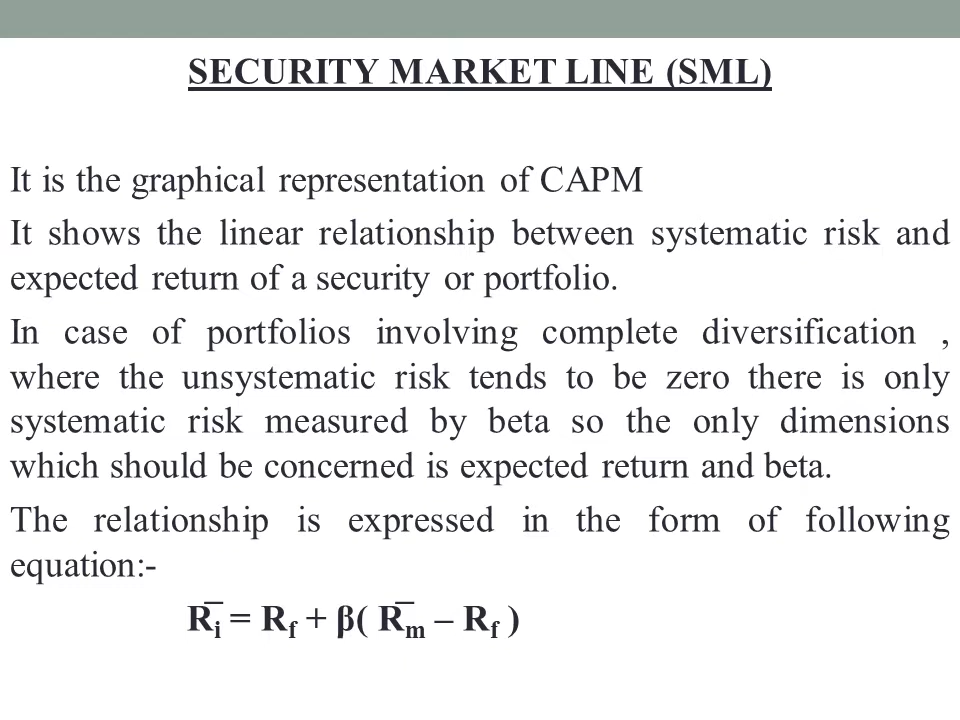 SECURITY MARKET LINE (SML)
It is the graphical representation of CAPM
It shows the linear relationship between systematic risk and
expected return of a security or portfolio.
In case of portfolios involving complete diversification ,
where the unsystematic risk tends to be zero there is only
systematic risk measured by beta so the only dimensions
which should be concerned is expected return and beta.
The relationship is expressed in the form of following
equation:-
R̅ᵢ = R_f + β( R̅_m – R_f )